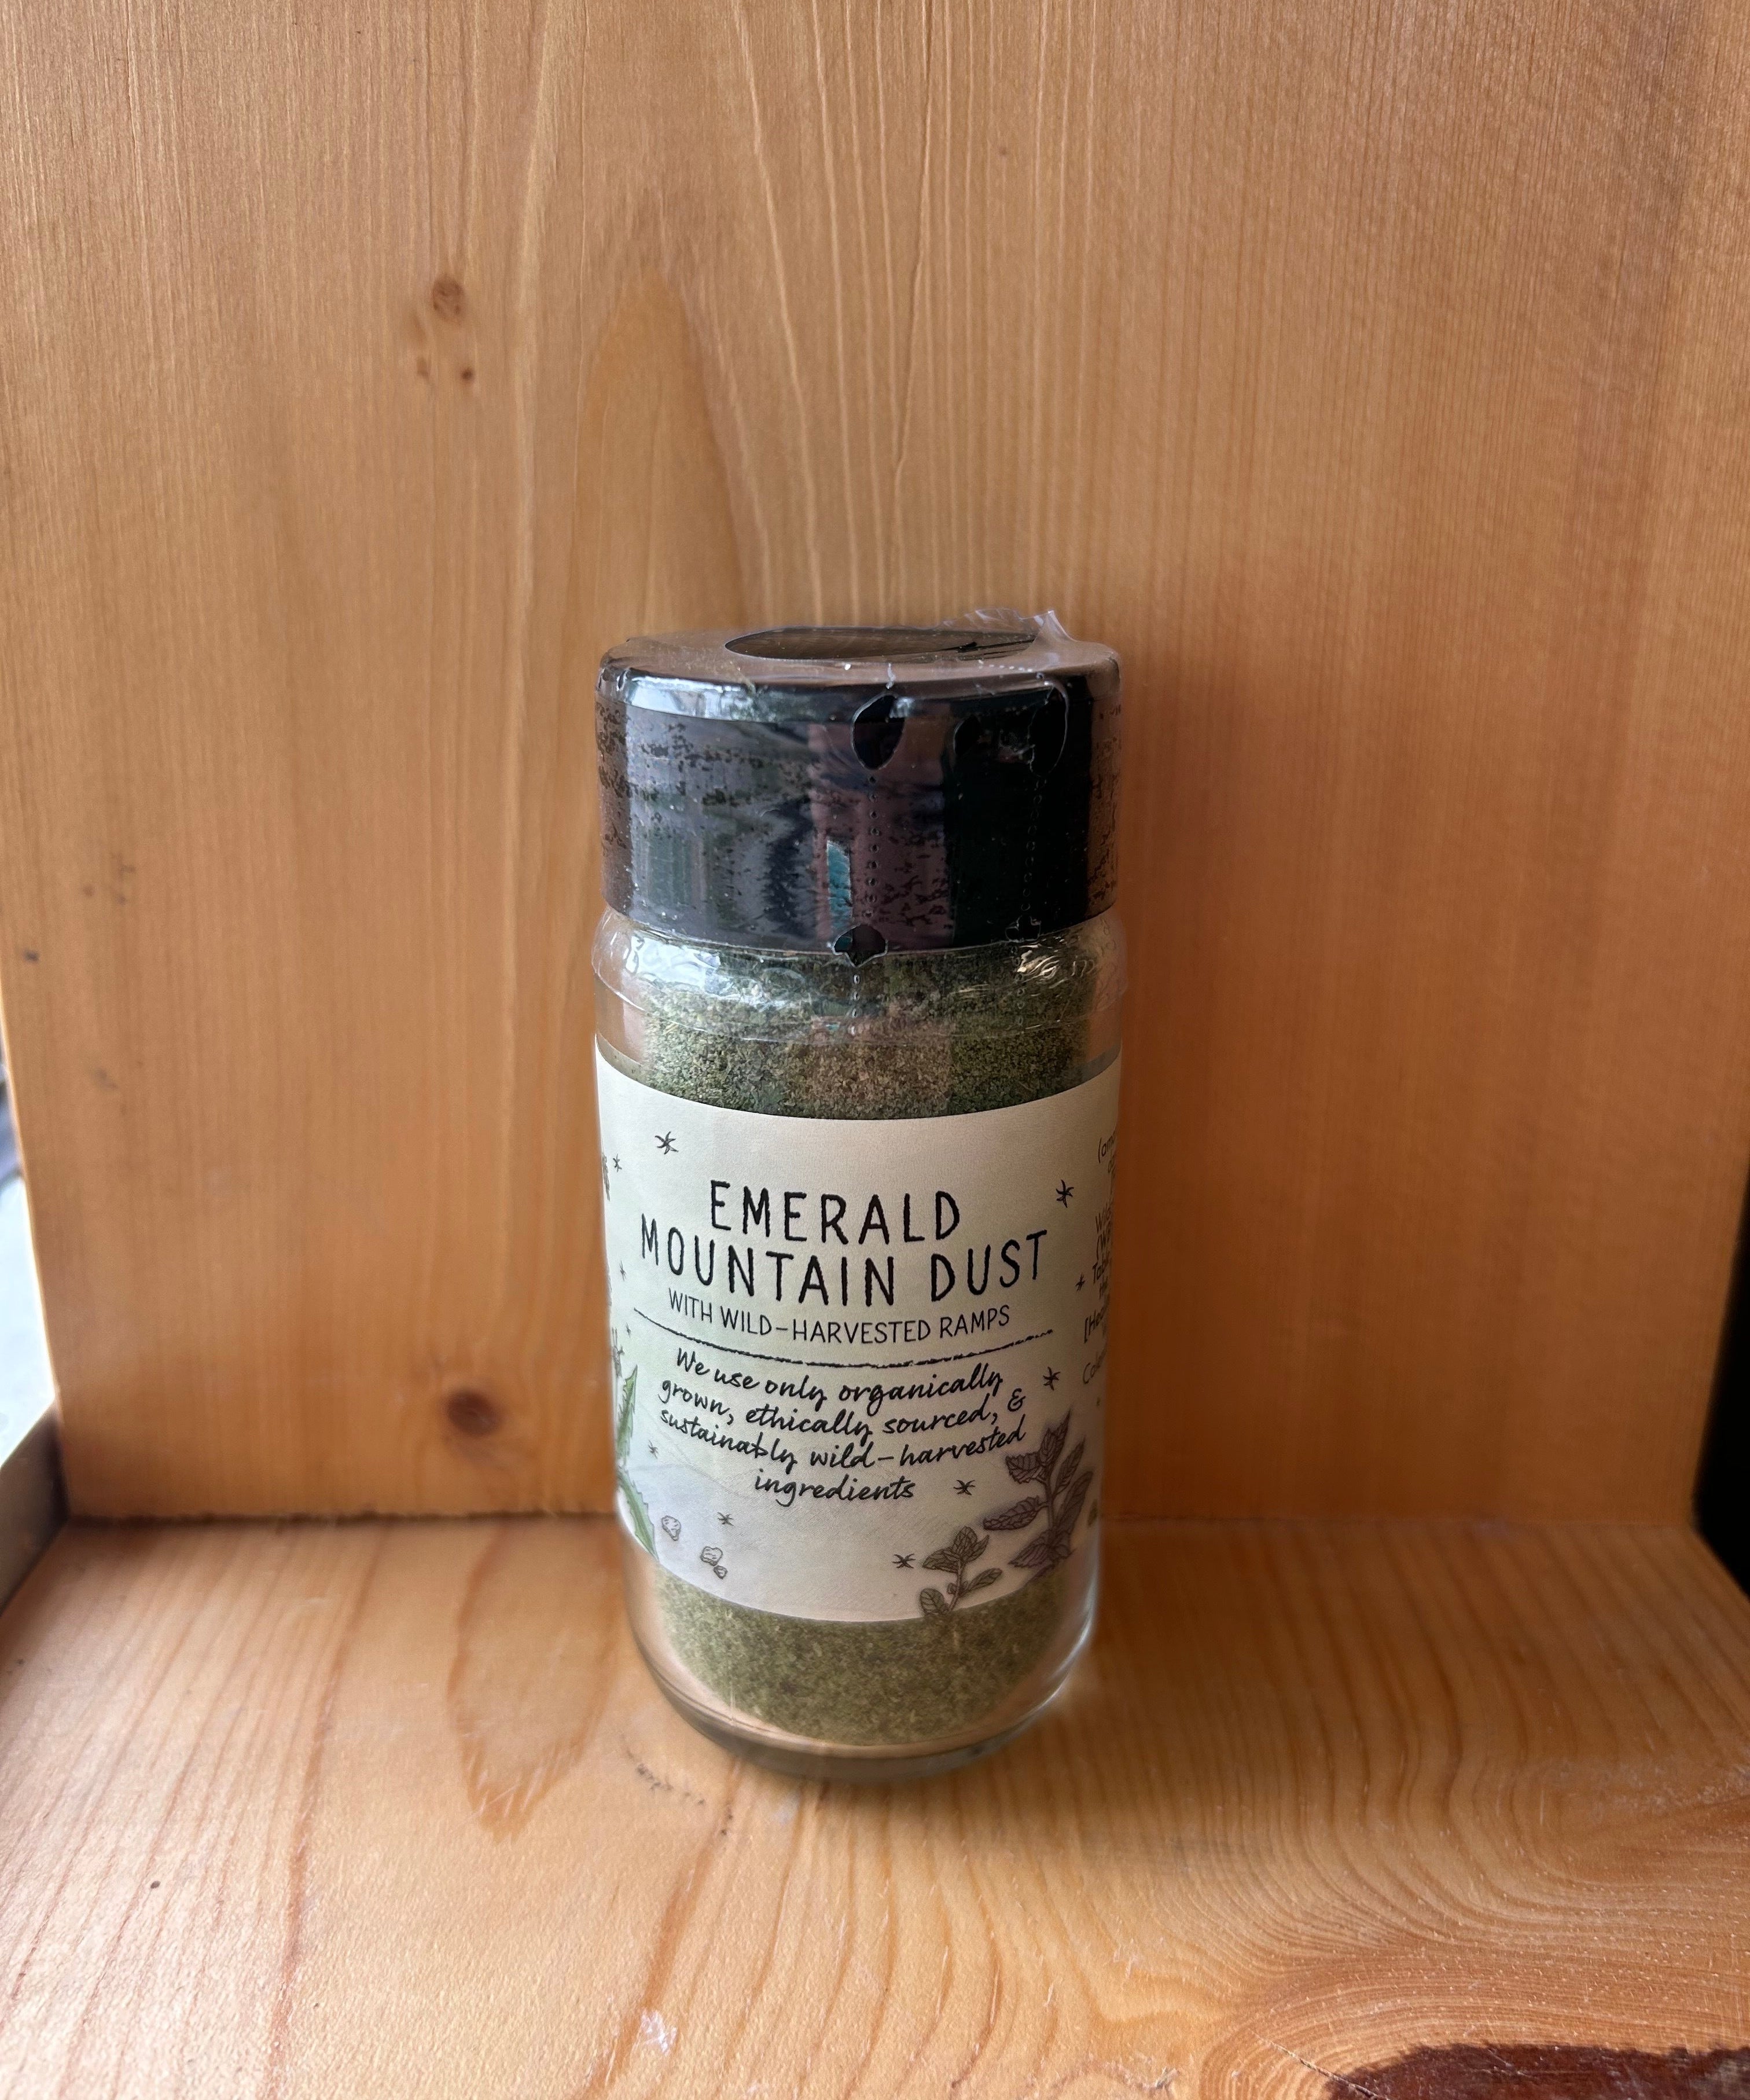 EMERALD
MOUNTAIN DUST
WITH WILD-HARVESTED RAMPS
We use only organically
grown, ethically sourced, &
sustainably wild-harvested
ingredients